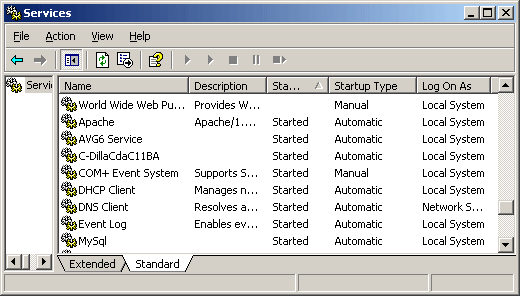 Services
File Action View Help
Servic
Name Description Sta... Startup Type Log On As
World Wide Web Pu... Provides W... Manual Local System
Apache Apache/1.... Started Automatic Local System
AVG6 Service Started Automatic Local System
C-DillaCdaC11BA Started Automatic Local System
COM+ Event System Supports S... Started Manual Local System
DHCP Client Manages n... Started Automatic Local System
DNS Client Resolves a... Started Automatic Network S...
Event Log Enables ev... Started Automatic Local System
MySql Started Automatic Local System
Extended Standard